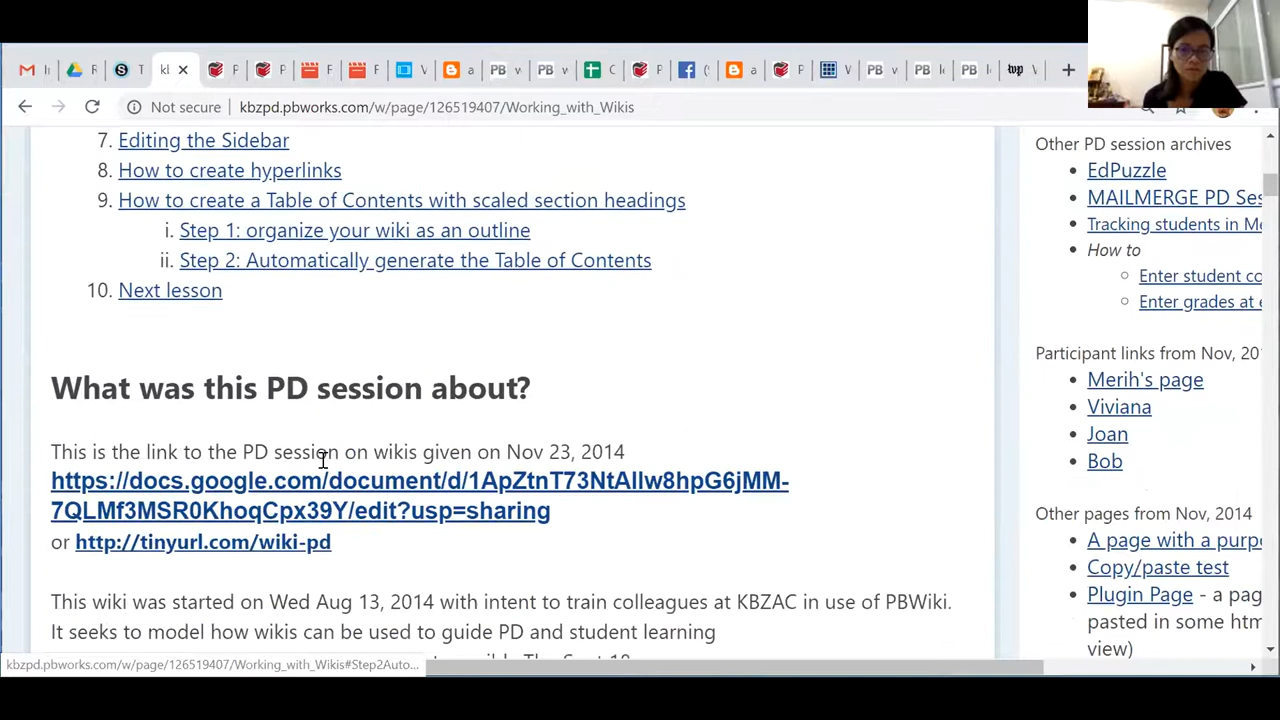 Not secure
kbzpd.pbworks.com/w/page/126519407/Working_with_Wikis
7. Editing the Sidebar
8. How to create hyperlinks
9. How to create a Table of Contents with scaled section headings
i. Step 1: organize your wiki as an outline
ii. Step 2: Automatically generate the Table of Contents
10. Next lesson
What was this PD session about?
This is the link to the PD session on wikis given on Nov 23, 2014
https://docs.google.com/document/d/1ApZtnT73NtAllw8hpG6jMM-
7QLMf3MSR0KhoqCpx39Y/edit?usp=sharing
or http://tinyurl.com/wiki-pd
This wiki was started on Wed Aug 13, 2014 with intent to train colleagues at KBZAC in use of PBWiki.
It seeks to model how wikis can be used to guide PD and student learning
kbzpd.pbworks.com/w/page/126519407/Working_with_Wikis#Step2Auto...
Other PD session archives
EdPuzzle
MAILMERGE PD Ses
Tracking students in Me
How to
Enter student co
Enter grades at e
Participant links from Nov, 20
Merih's page
Viviana
Joan
Bob
Other pages from Nov, 2014
A page with a purpo
Copy/paste test
Plugin Page - a pag
pasted in some htm
view)